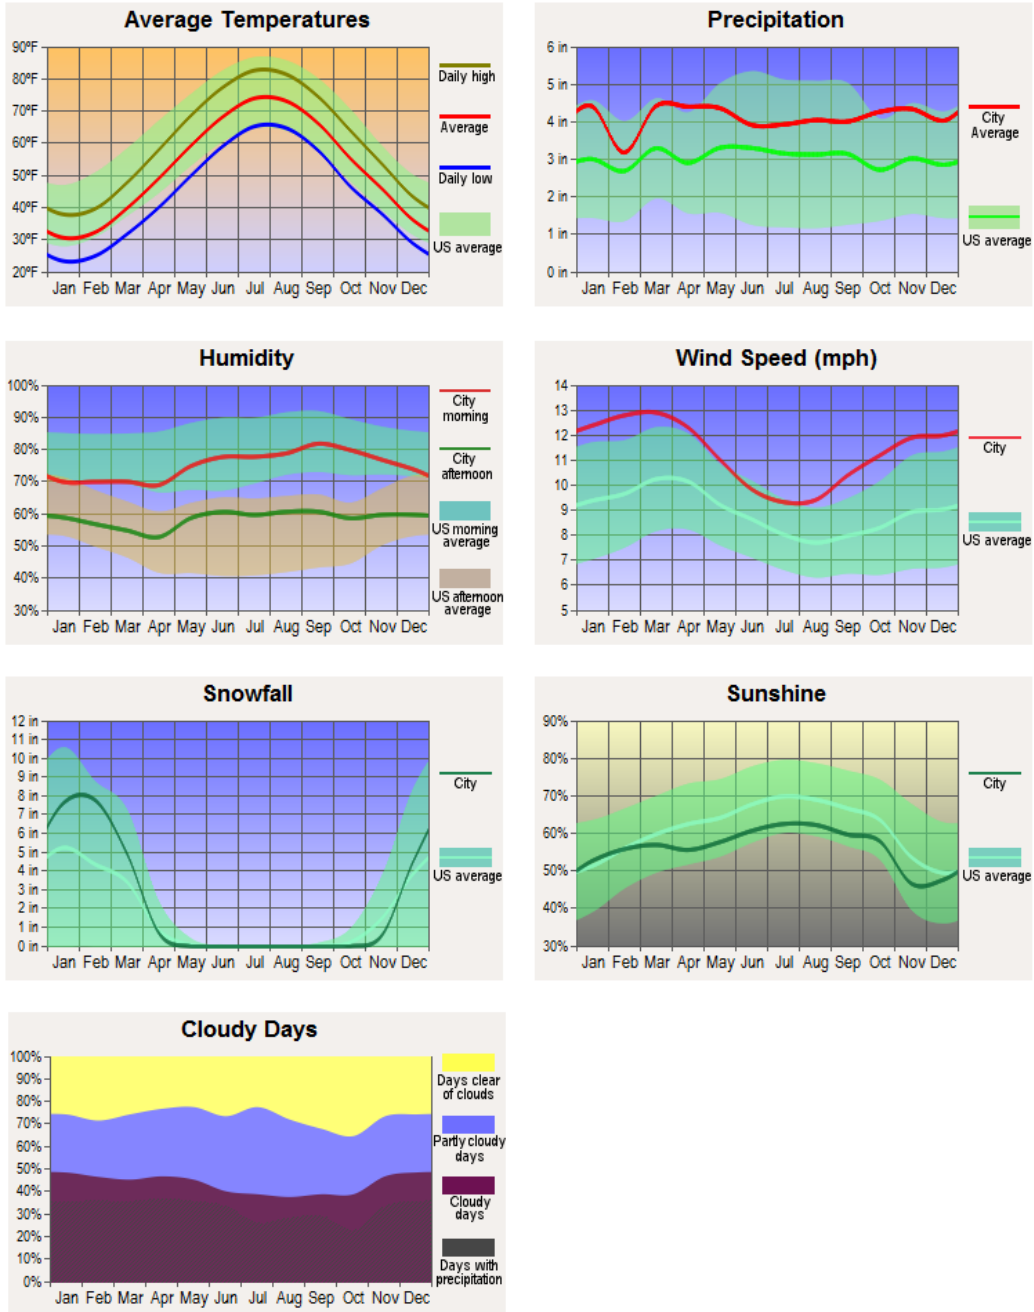 Average Temperatures
90ºF
80ºF
70ºF
60ºF
50ºF
40ºF
30ºF
20ºF
Jan Feb Mar Apr May Jun Jul Aug Sep Oct Nov Dec
Daily high
Average
Daily low
US average
Precipitation
6 in
5 in
4 in
3 in
2 in
1 in
0 in
Jan Feb Mar Apr May Jun Jul Aug Sep Oct Nov Dec
City
Average
US average
Humidity
100%
90%
80%
70%
60%
50%
40%
30%
Jan Feb Mar Apr May Jun Jul Aug Sep Oct Nov Dec
City
morning
City
afternoon
US morning
average
US afternoon
average
Wind Speed (mph)
14
13
12
11
10
9
8
7
6
5
Jan Feb Mar Apr May Jun Jul Aug Sep Oct Nov Dec
City
US average
Snowfall
12 in
11 in
10 in
9 in
8 in
7 in
6 in
5 in
4 in
3 in
2 in
1 in
0 in
Jan Feb Mar Apr May Jun Jul Aug Sep Oct Nov Dec
City
US average
Sunshine
90%
80%
70%
60%
50%
40%
30%
Jan Feb Mar Apr May Jun Jul Aug Sep Oct Nov Dec
City
US average
Cloudy Days
100%
90%
80%
70%
60%
50%
40%
30%
20%
10%
0%
Jan Feb Mar Apr May Jun Jul Aug Sep Oct Nov Dec
Days clear
of clouds
Partly cloudy
days
Cloudy
days
Days with
precipitation